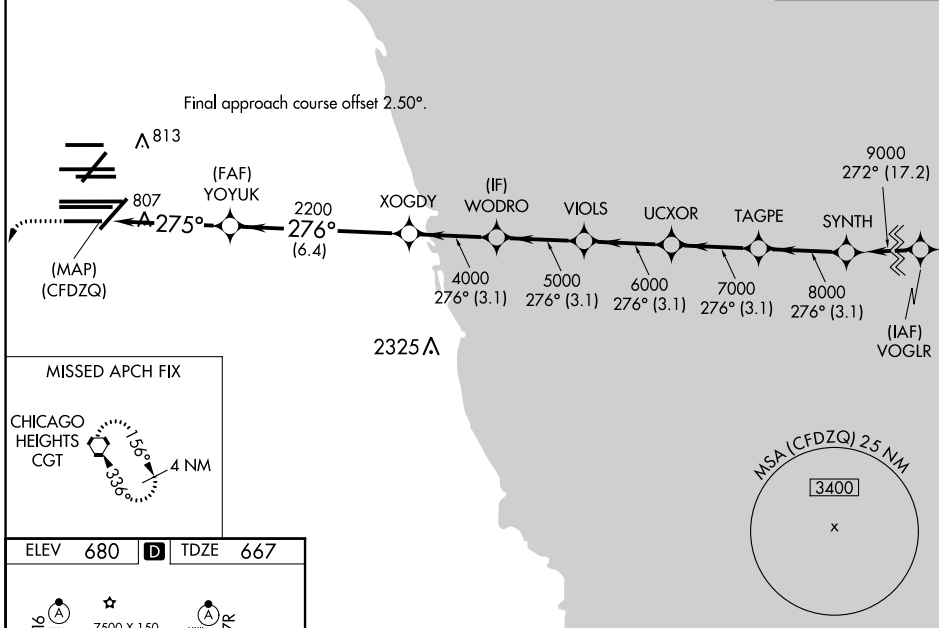 Final approach course offset 2.50°.
813
807
(FAF)
YOYUK
275°
2200
276°
(6.4)
XOGDY
(IF)
WODRO
VIOLS
UCXOR
TAGPE
SYNTH
9000
272° (17.2)
(MAP)
(CFDZQ)
4000
276° (3.1)
5000
276° (3.1)
6000
276° (3.1)
7000
276° (3.1)
8000
276° (3.1)
(IAF)
VOGLR
2325
MISSED APCH FIX
CHICAGO
HEIGHTS
CGT
156°
336°
4 NM
MSA (CFDZQ) 25 NM
3400
x
ELEV 680 D TDZE 667
A
A